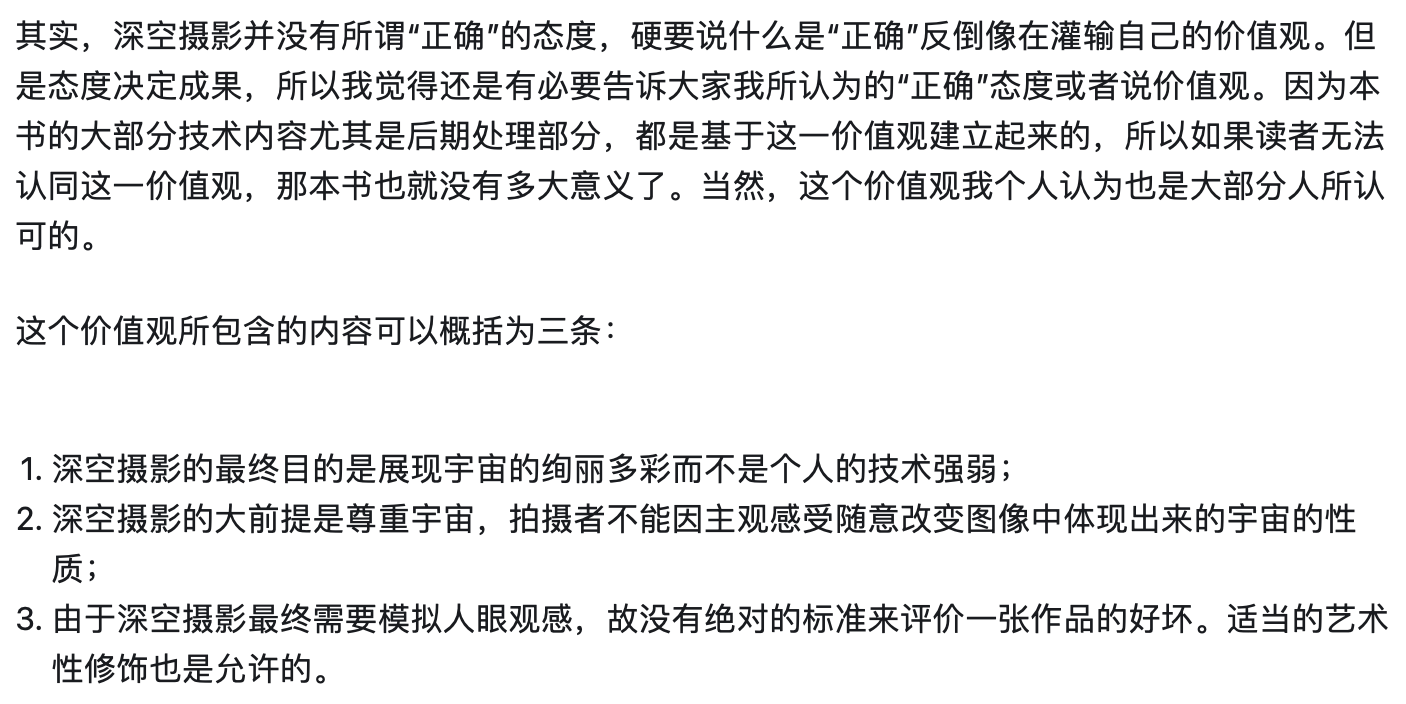 其实，深空摄影并没有所谓“正确”的态度，硬要说什么是“正确”反倒像在灌输自己的价值观。但
是态度决定成果，所以我觉得还是有必要告诉大家我所认为的“正确”态度或者说价值观。因为本
书的大部分技术内容尤其是后期处理部分，都是基于这一价值观建立起来的，所以如果读者无法
认同这一价值观，那本书也就没有多大意义了。当然，这个价值观我个人认为也是大部分人所认
可的。
这个价值观所包含的内容可以概括为三条：
1. 深空摄影的最终目的是展现宇宙的绚丽多彩而不是个人的技术强弱；
2. 深空摄影的大前提是尊重宇宙，拍摄者不能因主观感受随意改变图像中体现出来的宇宙的性
质；
3. 由于深空摄影最终需要模拟人眼观感，故没有绝对的标准来评价一张作品的好坏。适当的艺术
性修饰也是允许的。